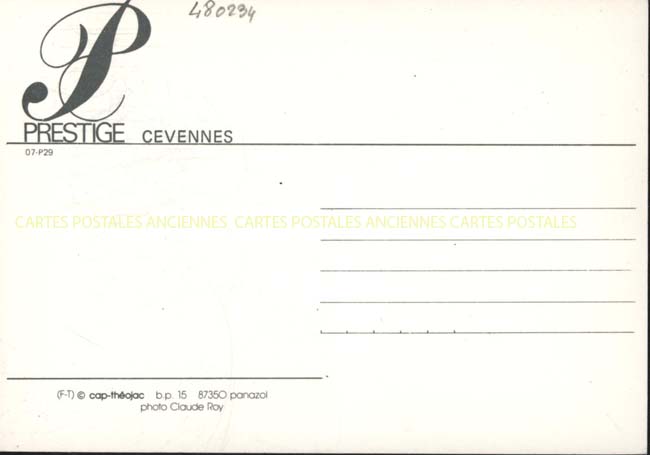 480234
P
PRESTIGE CEVENNES
07-P29
CARTES POSTALES ANCIENNES CARTES POSTALES ANCIENNES CARTES POSTALES
(F-T) © cap-théojac b.p. 15 87350 panazol
photo Claude Roy